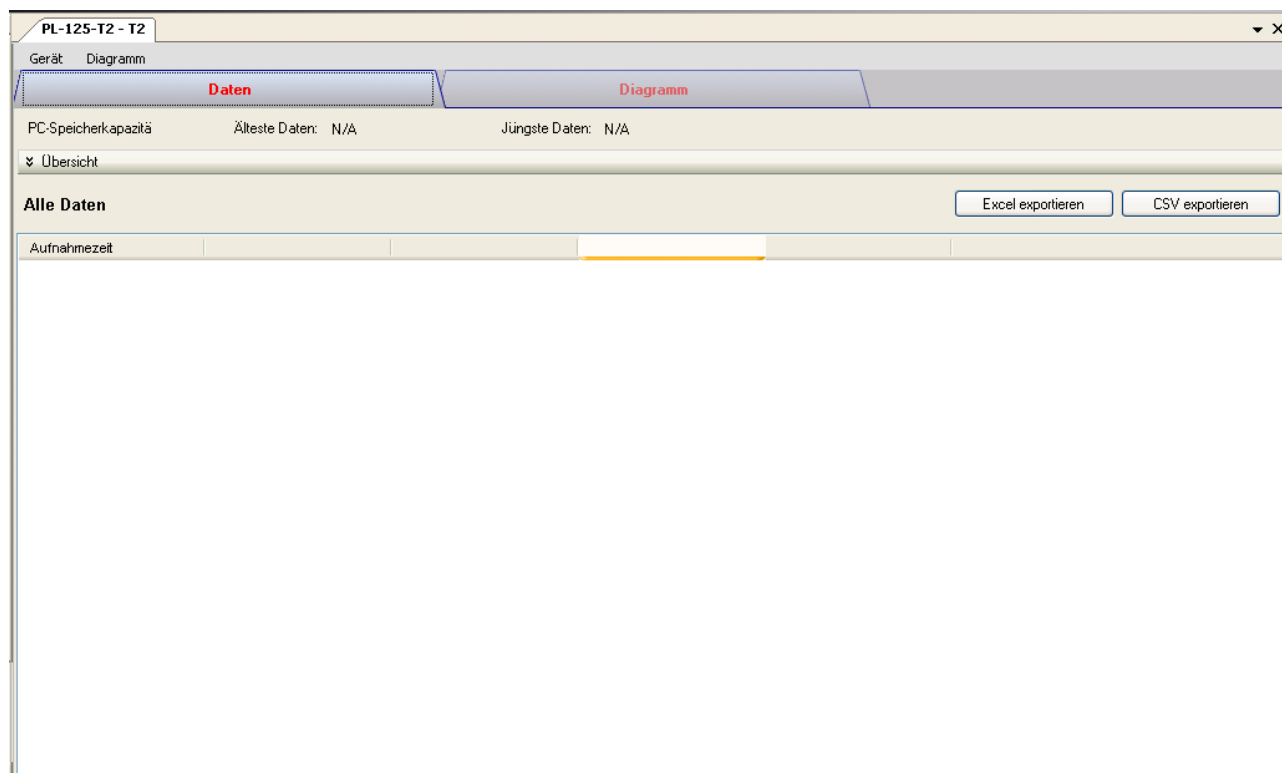 PL-125-T2 - T2
Gerät Diagramm
Daten Diagramm
PC-Speicherkapazitä Älteste Daten: N/A Jüngste Daten: N/A
Übersicht
Alle Daten Excel exportieren CSV exportieren
Aufnahmezeit